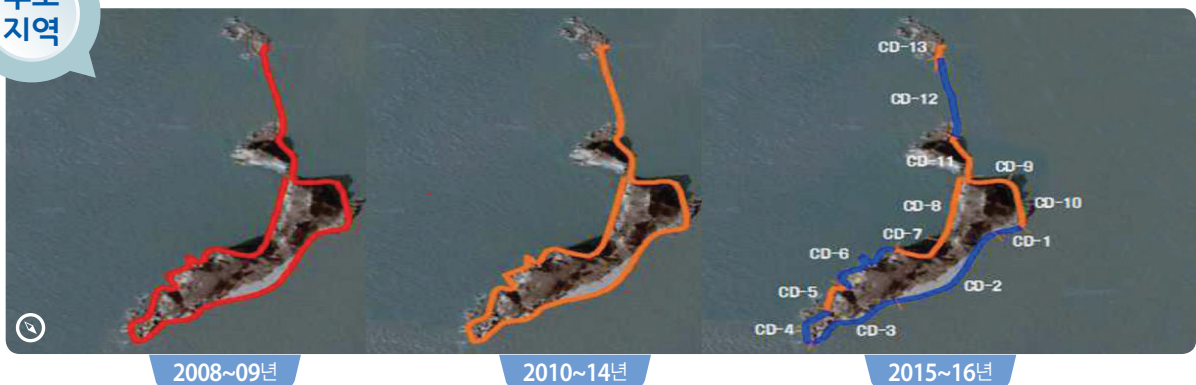 지역
CD-13
CD-12
CD-11
CD-9
CD-8
CD-10
CD-7
CD-1
CD-6
CD-2
CD-5
CD-4
CD-3
2008~09년
2010~14년
2015~16년